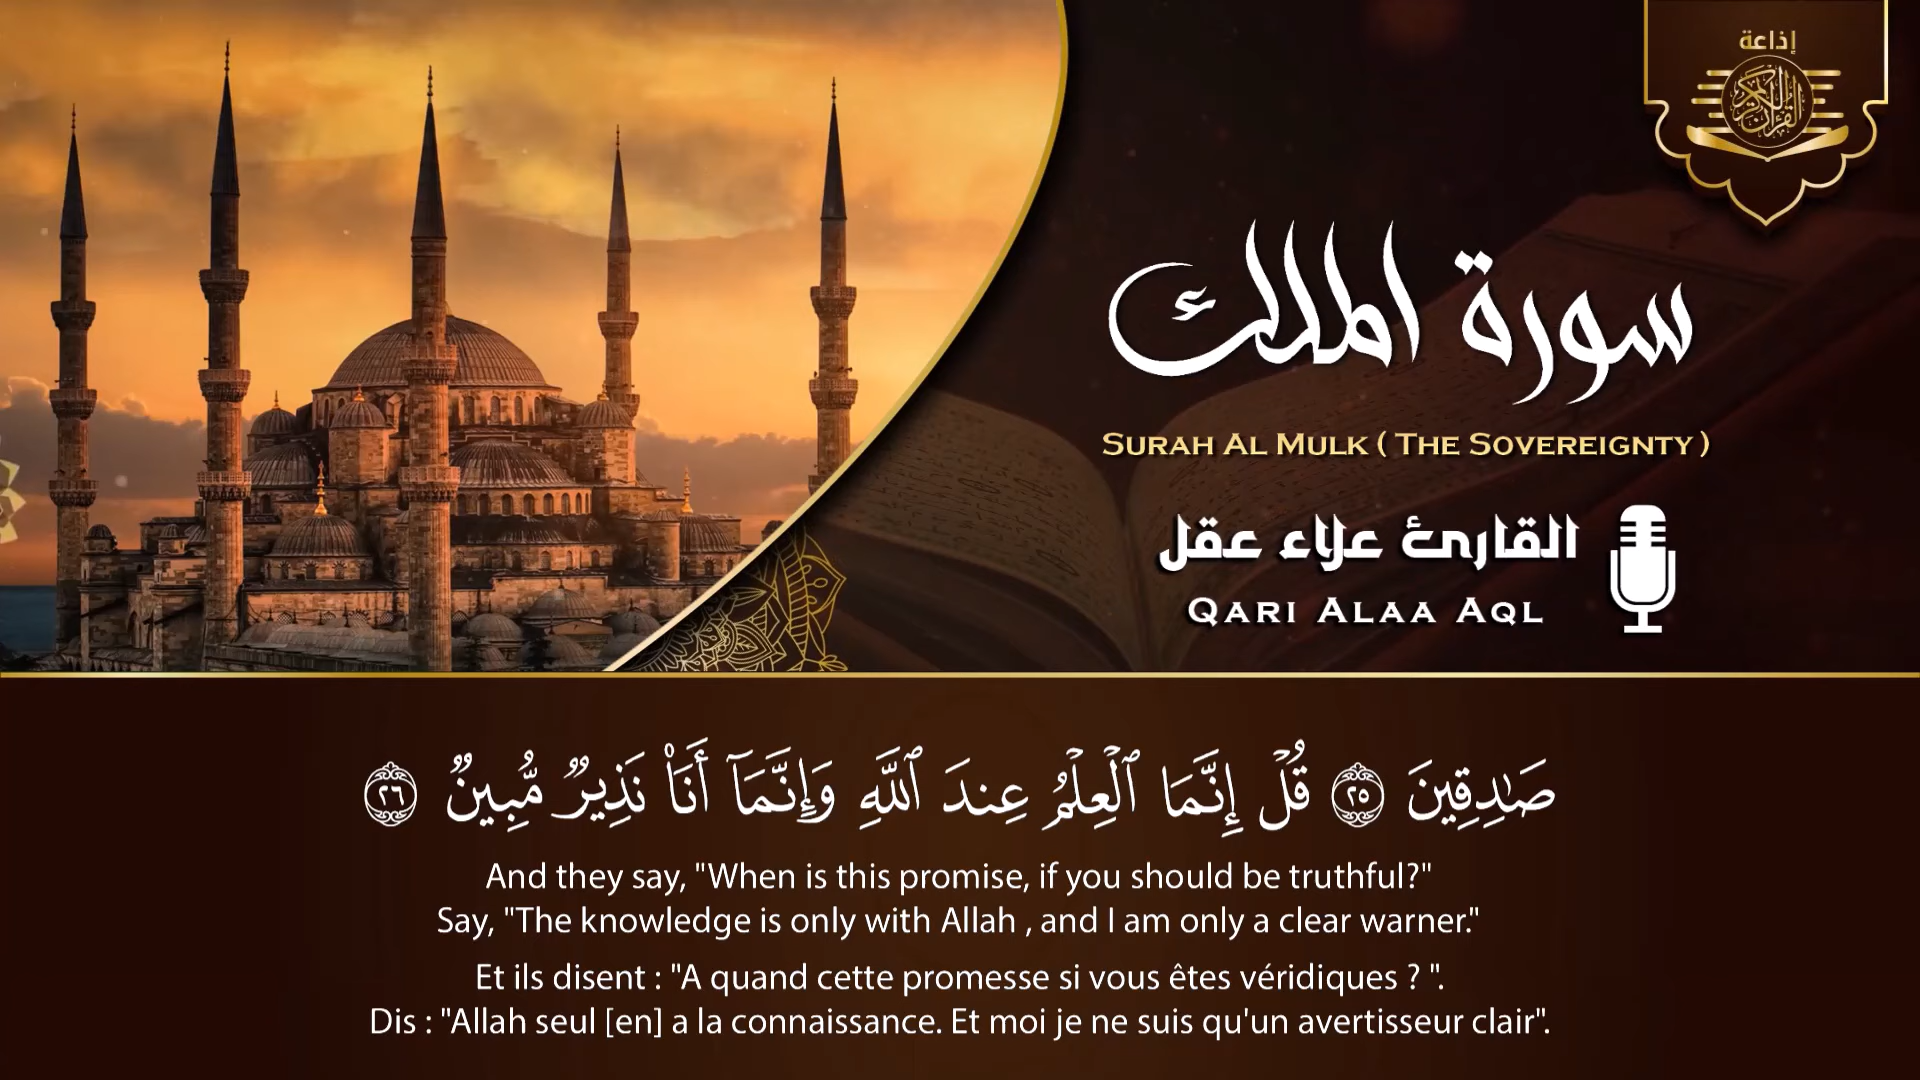 إذاعة
القرآن الكريم
سورة الملك
SURAH AL MULK ( THE SOVEREIGNTY )
القارئ علاء عقل
QARI ALAA AQL
صَـٰدِقِينَ ٢٥ قُلْ إِنَّمَا ٱلْعِلْمُ عِندَ ٱللَّهِ وَإِنَّمَآ أَنَا۠ نَذِيرٌ مُّبِينٌ ٢٦
And they say, "When is this promise, if you should be truthful?"
Say, "The knowledge is only with Allah , and I am only a clear warner."
Et ils disent : "A quand cette promesse si vous êtes véridiques ? ".
Dis : "Allah seul [en] a la connaissance. Et moi je ne suis qu'un avertisseur clair".